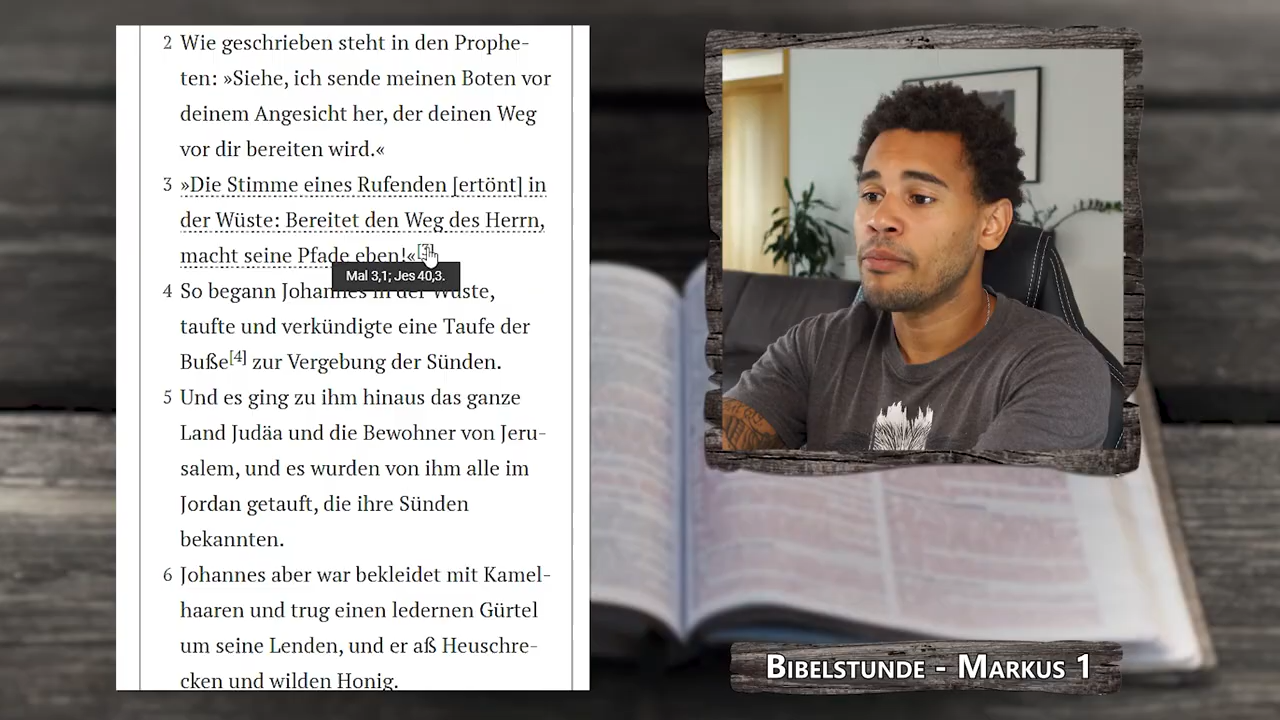 2 Wie geschrieben steht in den Prophe-
ten: »Siehe, ich sende meinen Boten vor
deinem Angesicht her, der deinen Weg
vor dir bereiten wird.«
3 »Die Stimme eines Rufenden [ertönt] in
der Wüste: Bereitet den Weg des Herrn,
macht seine Pfade eben!«
Mal 3,1; Jes 40,3.
4 So begann Johannes in der Wüste,
taufte und verkündigte eine Taufe der
Buße[4] zur Vergebung der Sünden.
5 Und es ging zu ihm hinaus das ganze
Land Judäa und die Bewohner von Jeru-
salem, und es wurden von ihm alle im
Jordan getauft, die ihre Sünden
bekannten.
6 Johannes aber war bekleidet mit Kamel-
haaren und trug einen ledernen Gürtel
um seine Lenden, und er aß Heuschre-
cken und wilden Honig.
BIBELSTUNDE - MARKUS 1